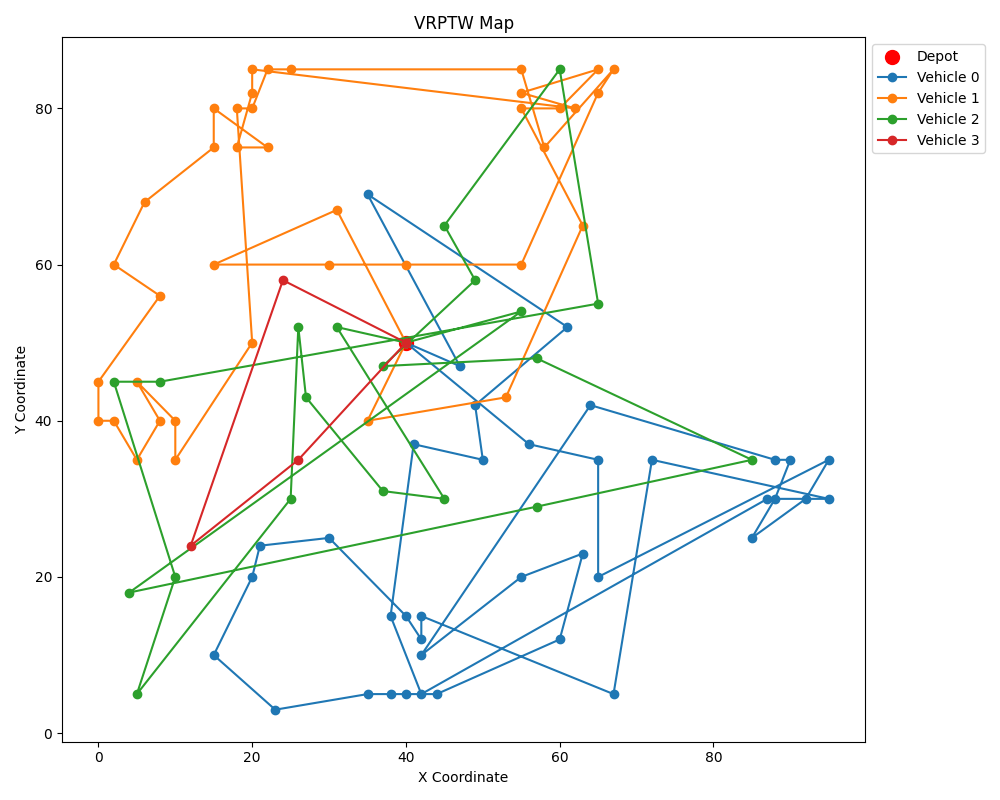 VRPTW Map
Depot
Vehicle 0
Vehicle 1
Vehicle 2
Vehicle 3
Y Coordinate
80
60
40
20
0
0
20
40
60
80
X Coordinate